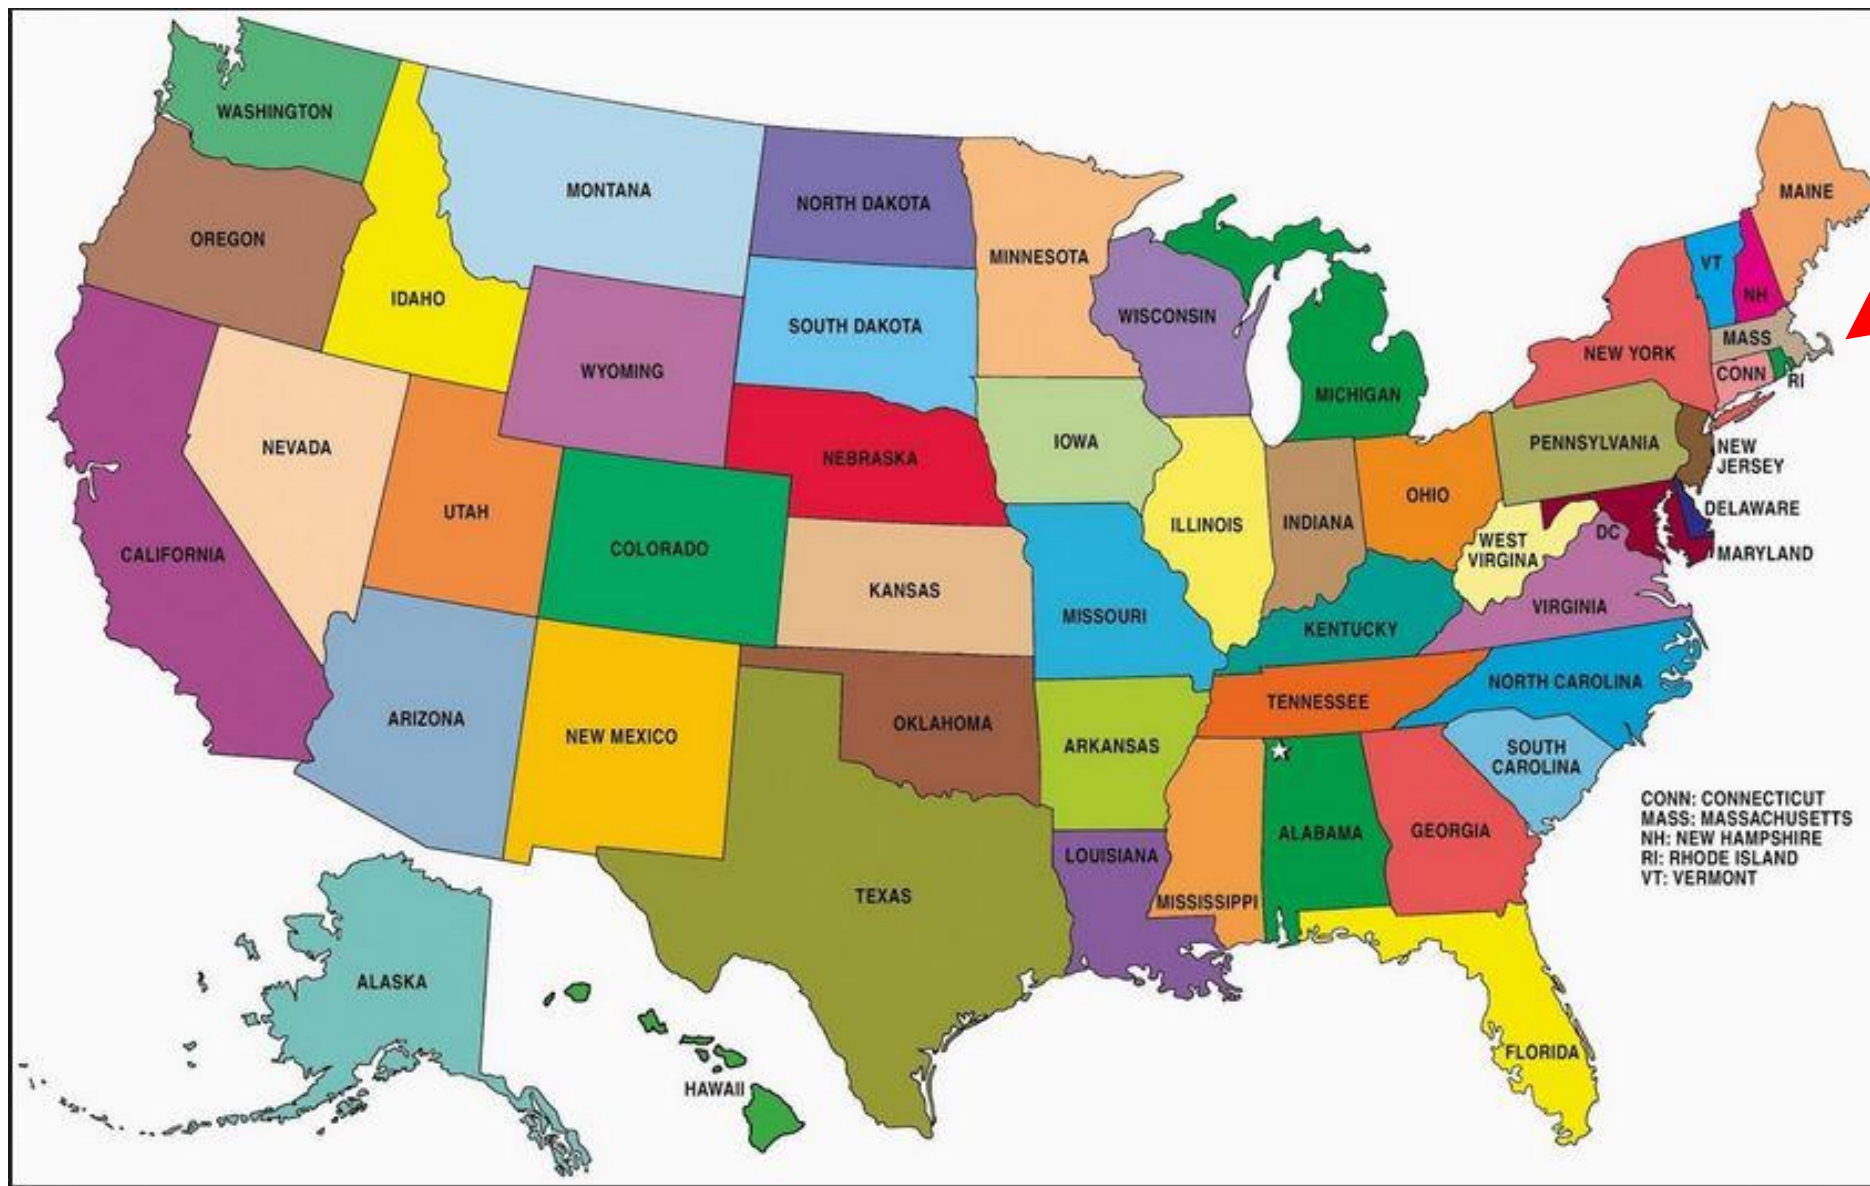 WASHINGTON
OREGON
IDAHO
MONTANA
NORTH DAKOTA
MINNESOTA
SOUTH DAKOTA
WYOMING
WISCONSIN
MICHIGAN
MAINE
VT
NH
MASS
NEW YORK
CONN
RI
CALIFORNIA
NEVADA
UTAH
COLORADO
NEBRASKA
IOWA
KANSAS
MISSOURI
ILLINOIS
INDIANA
OHIO
PENNSYLVANIA
NEW
JERSEY
DELAWARE
MARYLAND
DC
WEST
VIRGINA
VIRGINIA
KENTUCKY
ARIZONA
NEW MEXICO
OKLAHOMA
ARKANSAS
TENNESSEE
NORTH CAROLINA
SOUTH
CAROLINA
TEXAS
LOUISIANA
MISSISSIPPI
ALABAMA
GEORGIA
FLORIDA
ALASKA
HAWAII
CONN: CONNECTICUT
MASS: MASSACHUSETTS
NH: NEW HAMPSHIRE
RI: RHODE ISLAND
VT: VERMONT